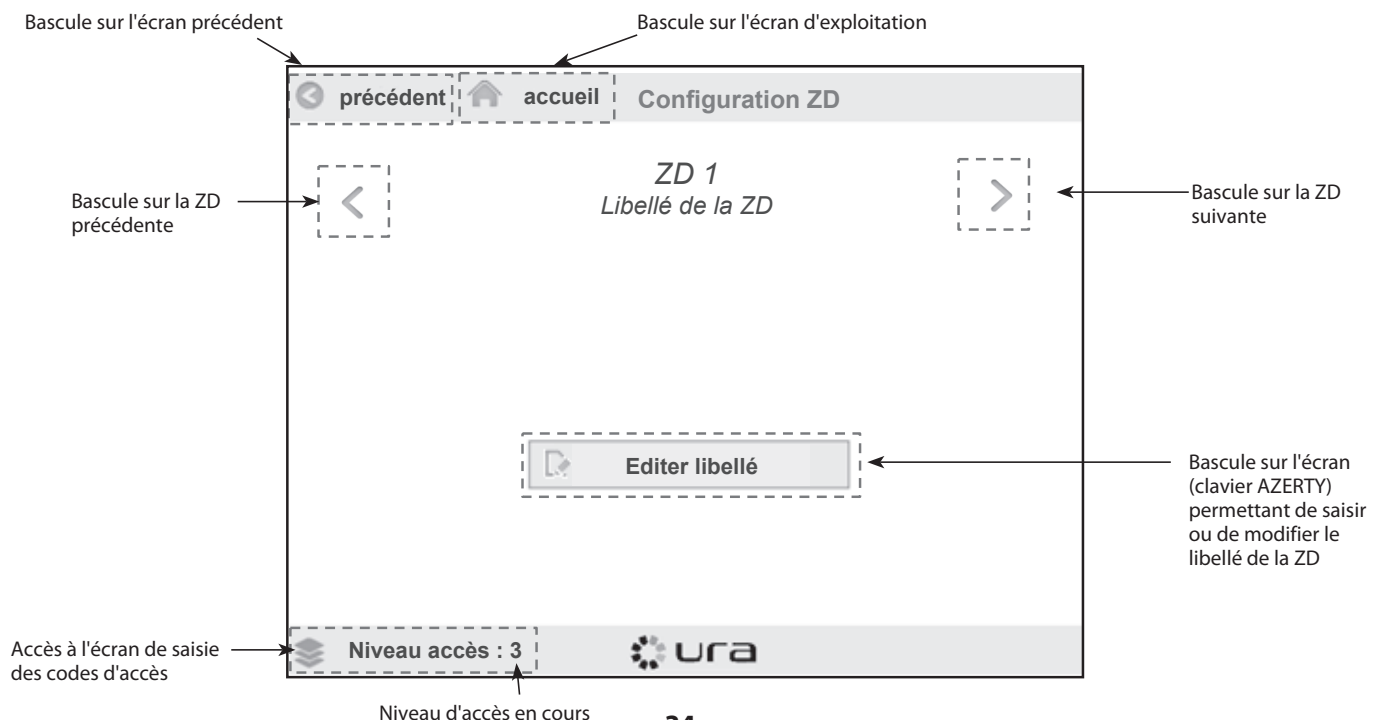 Bascule sur l'écran précédent
Bascule sur l'écran d'exploitation
précédent
accueil
Configuration ZD
ZD 1
Libellé de la ZD
Bascule sur la ZD
précédente
Bascule sur la ZD
suivante
Editer libellé
Bascule sur l'écran
(clavier AZERTY)
permettant de saisir
ou de modifier le
libellé de la ZD
Accès à l'écran de saisie
des codes d'accès
Niveau accès : 3
ura
Niveau d'accès en cours